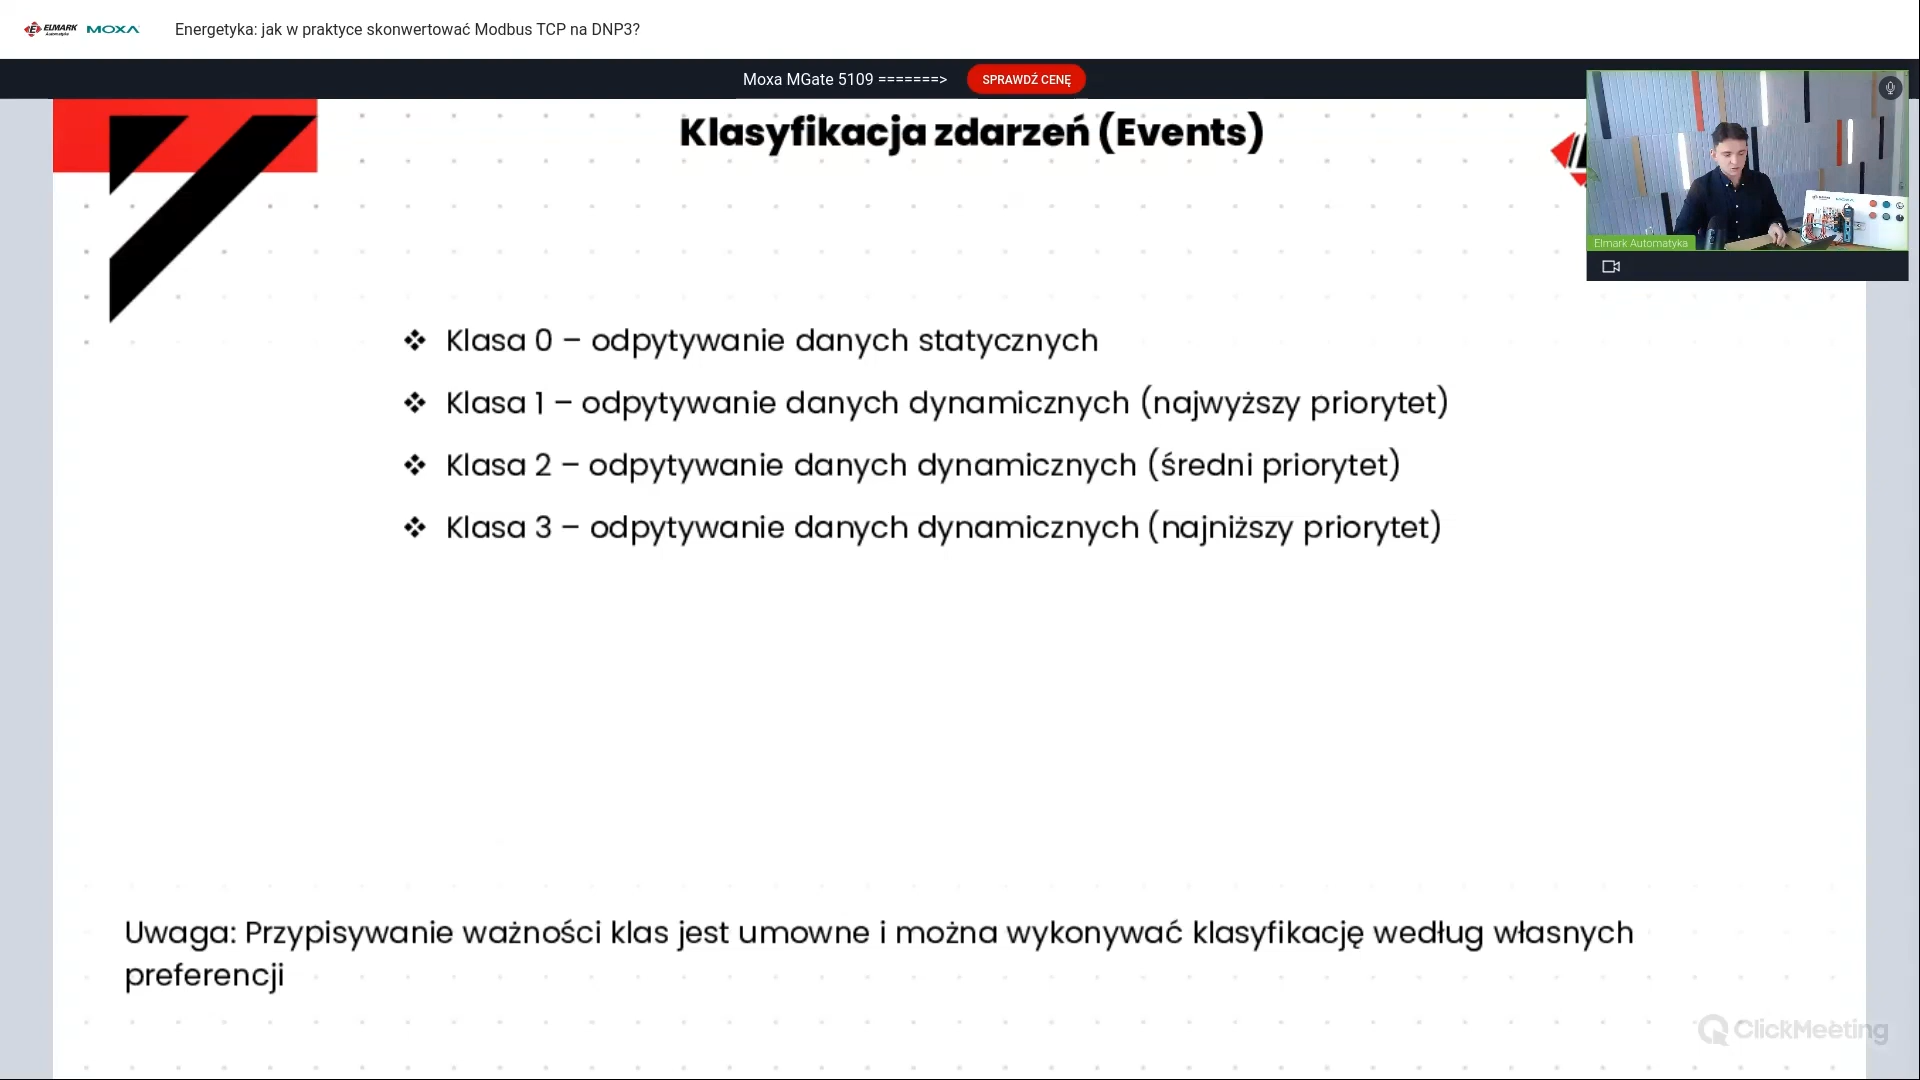 ELMARK
Automatyka
MOXA
Energetyka: jak w praktyce skonwertować Modbus TCP na DNP3?
Moxa MGate 5109 =======>
SPRAWDŹ CENĘ
Klasyfikacja zdarzeń (Events)
Elmark Automatyka
❖ Klasa 0 – odpytywanie danych statycznych
❖ Klasa 1 – odpytywanie danych dynamicznych (najwyższy priorytet)
❖ Klasa 2 – odpytywanie danych dynamicznych (średni priorytet)
❖ Klasa 3 – odpytywanie danych dynamicznych (najniższy priorytet)
Uwaga: Przypisywanie ważności klas jest umowne i można wykonywać klasyfikację według własnych
preferencji
ClickMeeting